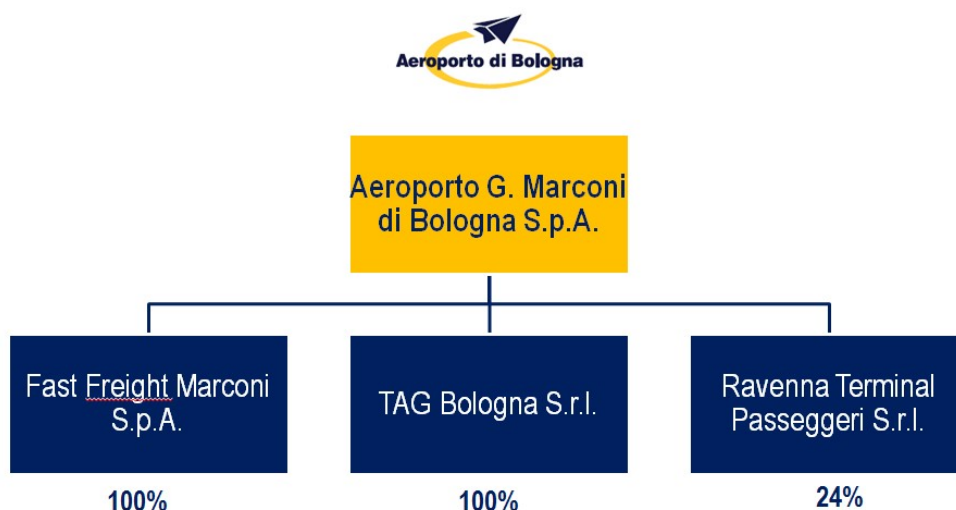 Aeroporto di Bologna
Aeroporto G. Marconi
di Bologna S.p.A.
Fast Freight Marconi
S.p.A.
TAG Bologna S.r.l.
Ravenna Terminal
Passeggeri S.r.l.
100%
100%
24%